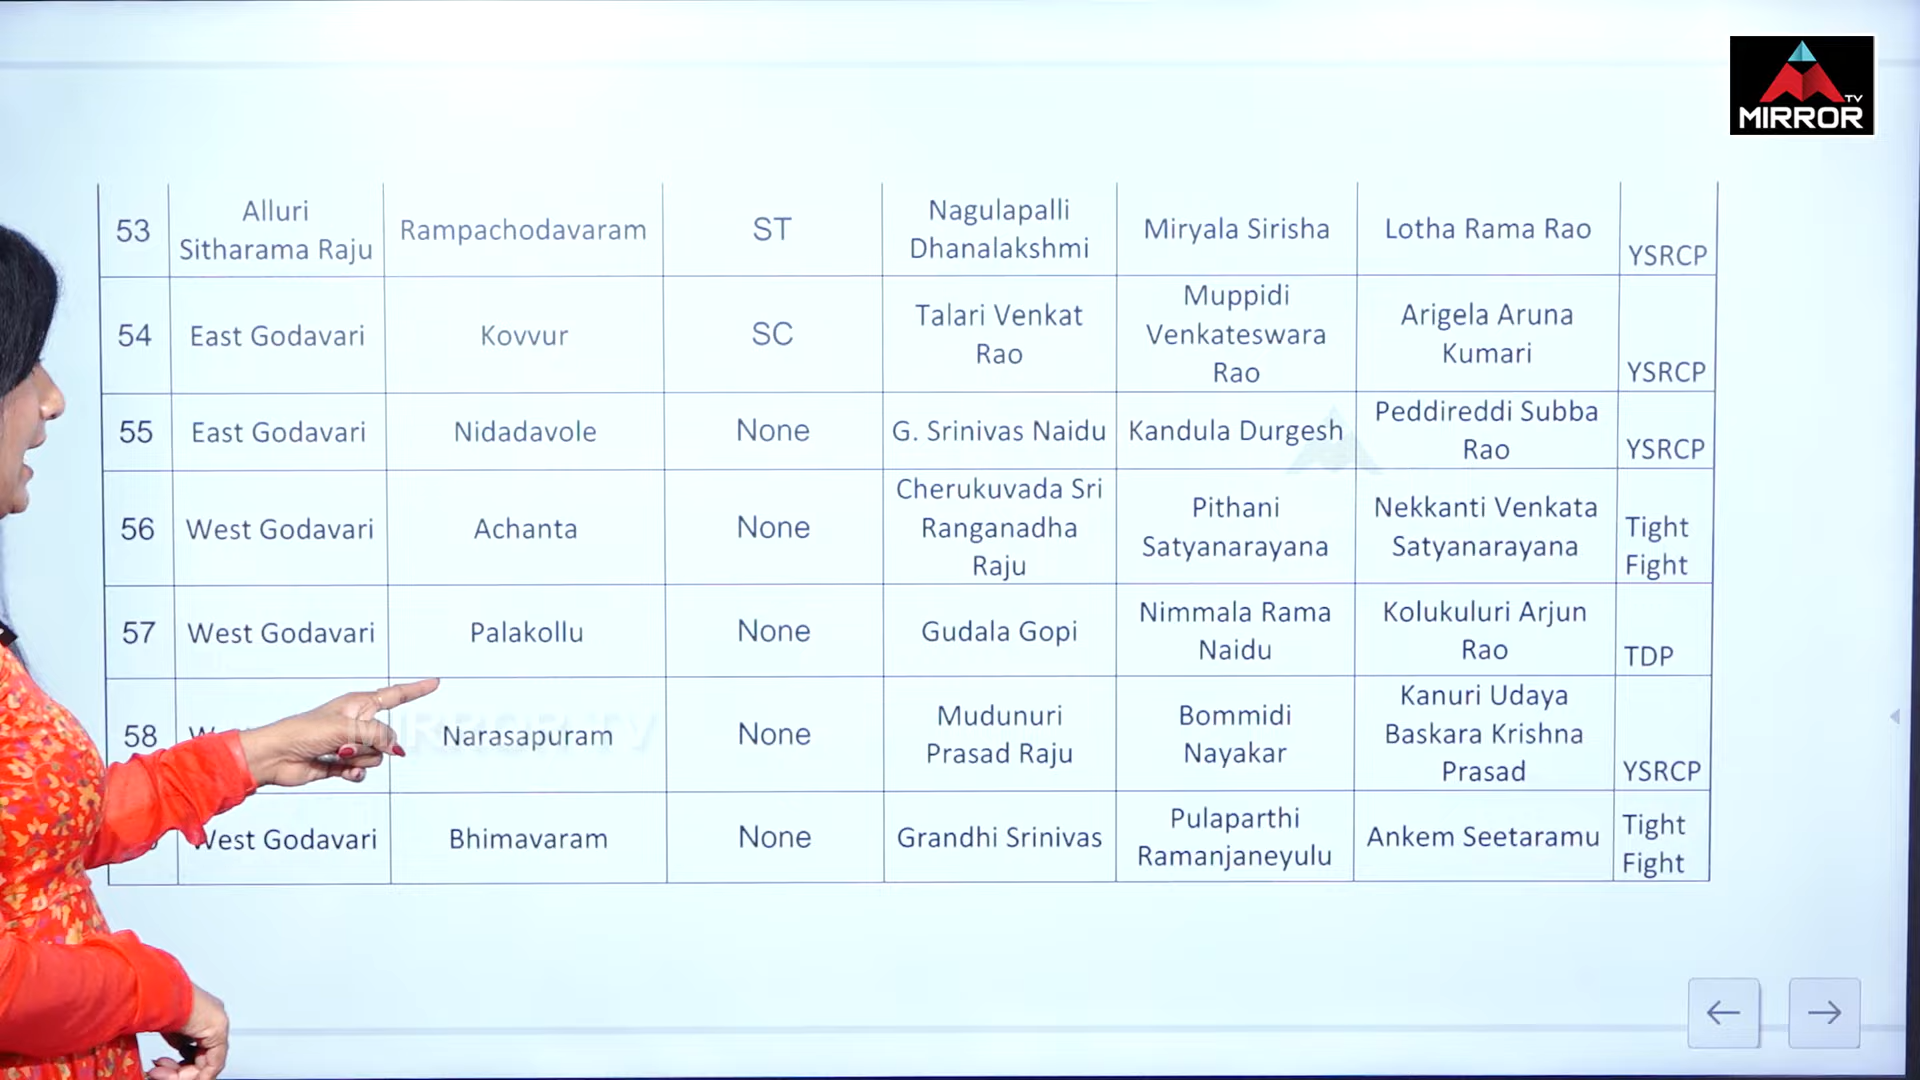 TV
MIRROR
53
Alluri
Sitharama Raju
Rampachodavaram
ST
Nagulapalli
Dhanalakshmi
Miryala Sirisha
Lotha Rama Rao
YSRCP
54
East Godavari
Kovvur
SC
Talari Venkat
Rao
Muppidi
Venkateswara
Rao
Arigela Aruna
Kumari
YSRCP
55
East Godavari
Nidadavole
None
G. Srinivas Naidu
Kandula Durgesh
Peddireddi Subba
Rao
YSRCP
56
West Godavari
Achanta
None
Cherukuvada Sri
Ranganadha
Raju
Pithani
Satyanarayana
Nekkanti Venkata
Satyanarayana
Tight
Fight
57
West Godavari
Palakollu
None
Gudala Gopi
Nimmala Rama
Naidu
Kolukuluri Arjun
Rao
TDP
58
Narasapuram
None
Mudunuri
Prasad Raju
Bommidi
Nayakar
Kanuri Udaya
Baskara Krishna
Prasad
YSRCP
MIRROR TV
West Godavari
Bhimavaram
None
Grandhi Srinivas
Pulaparthi
Ramanjaneyulu
Ankem Seetaramu
Tight
Fight